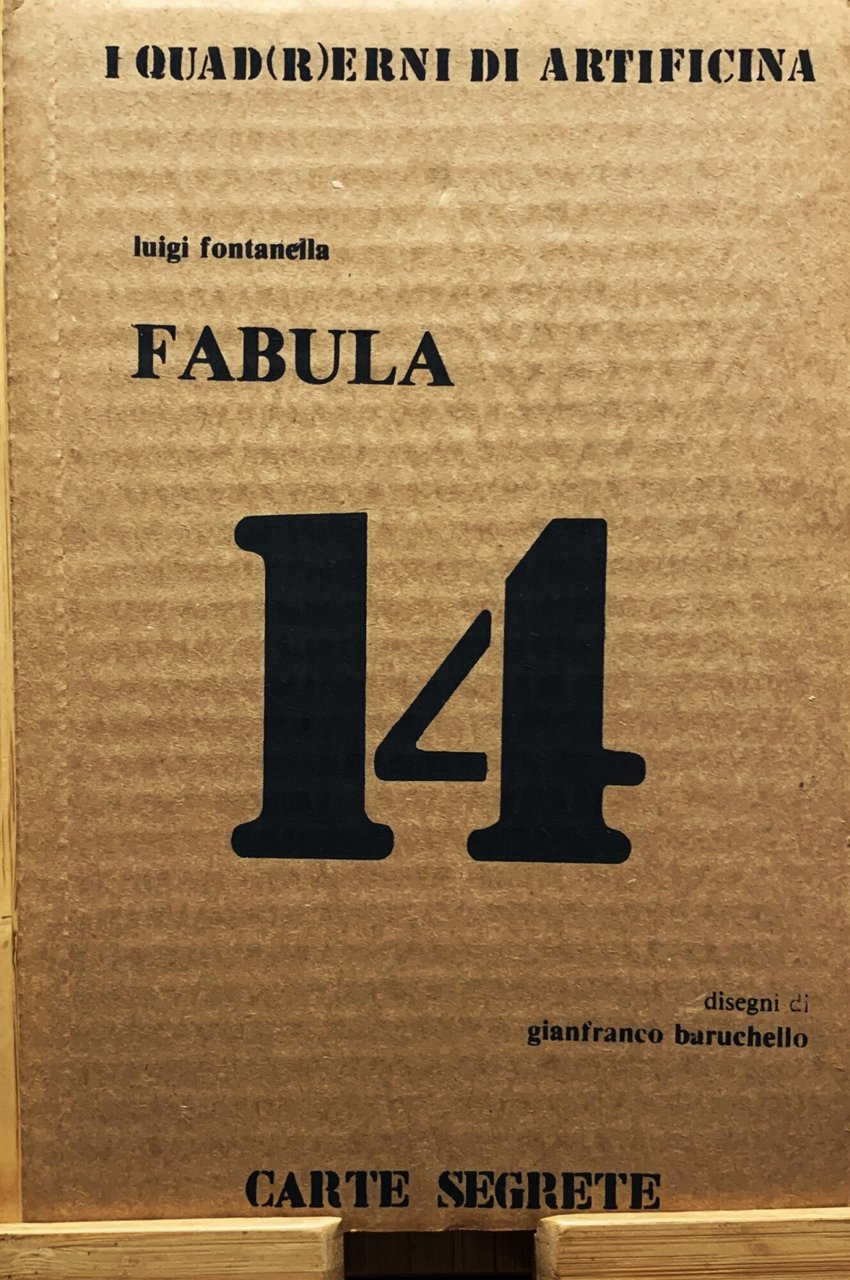 I QUAD(R)ERNI DI ARTIFICINA
luigi fontanella
FABULA
14
disegni di
gianfranco baruchello
CARTE SEGRETE